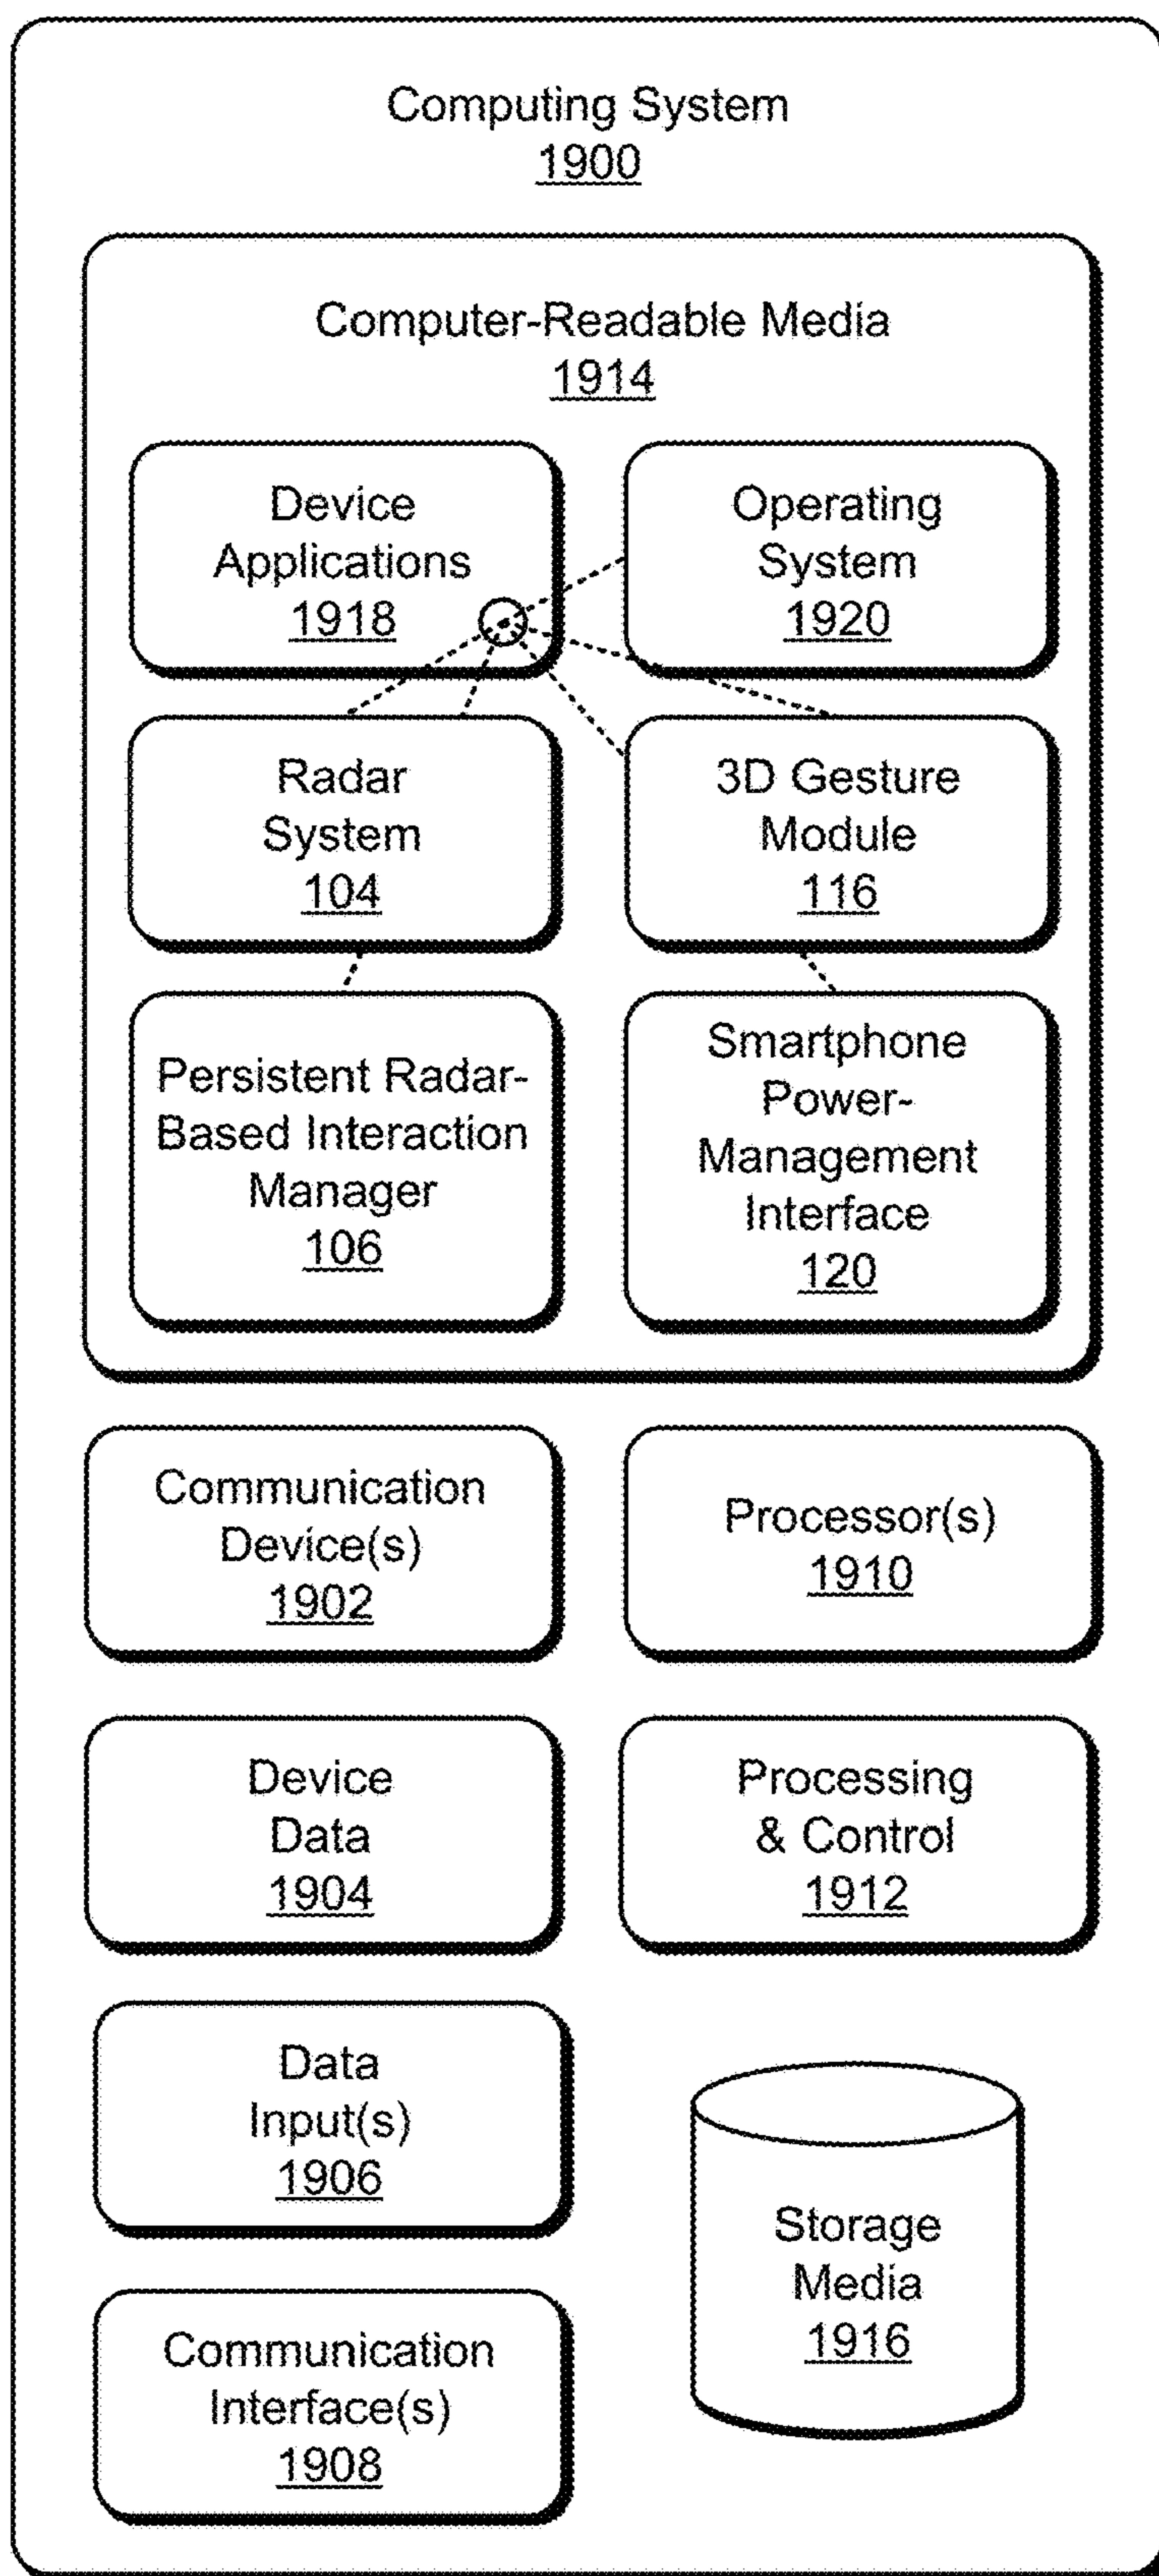 Computing System
1900
Computer-Readable Media
1914
Device
Applications
1918
Operating
System
1920
Radar
System
104
3D Gesture
Module
116
Persistent Radar-
Based Interaction
Manager
106
Smartphone
Power-
Management
Interface
120
Communication
Device(s)
1902
Processor(s)
1910
Device
Data
1904
Processing
& Control
1912
Data
Input(s)
1906
Storage
Media
1916
Communication
Interface(s)
1908